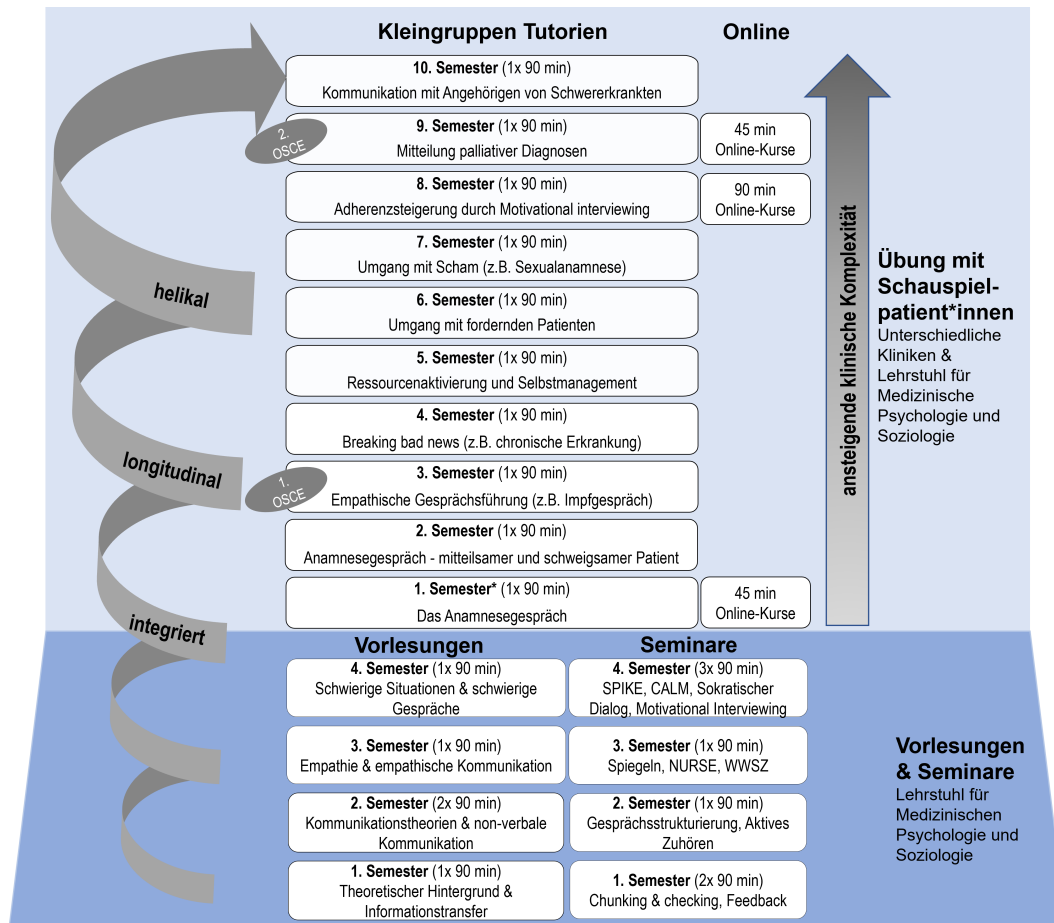 Kleingruppen Tutorien
Online
10. Semester (1x 90 min)
Kommunikation mit Angehörigen von Schwererkrankten
2.
OSCE
9. Semester (1x 90 min)
Mitteilung palliativer Diagnosen
45 min
Online-Kurse
8. Semester (1x 90 min)
Adherenzsteigerung durch Motivational interviewing
90 min
Online-Kurse
7. Semester (1x 90 min)
Umgang mit Scham (z.B. Sexualanamnese)
helikal
6. Semester (1x 90 min)
Umgang mit fordernden Patienten
5. Semester (1x 90 min)
Ressourcenaktivierung und Selbstmanagement
4. Semester (1x 90 min)
Breaking bad news (z.B. chronische Erkrankung)
longitudinal
1.
OSCE
3. Semester (1x 90 min)
Empathische Gesprächsführung (z.B. Impfgespräch)
2. Semester (1x 90 min)
Anamnesegespräch - mitteilsamer und schweigsamer Patient
1. Semester* (1x 90 min)
Das Anamnesegespräch
45 min
Online-Kurse
integriert
ansteigende klinische Komplexität
Übung mit
Schauspiel-
patient*innen
Unterschiedliche
Kliniken &
Lehrstuhl für
Medizinische
Psychologie und
Soziologie
Vorlesungen
Seminare
4. Semester (1x 90 min)
Schwierige Situationen & schwierige
Gespräche
4. Semester (3x 90 min)
SPIKE, CALM, Sokratischer
Dialog, Motivational Interviewing
3. Semester (1x 90 min)
Empathie & empathische Kommunikation
3. Semester (1x 90 min)
Spiegeln, NURSE, WWSZ
2. Semester (2x 90 min)
Kommunikationstheorien & non-verbale
Kommunikation
2. Semester (1x 90 min)
Gesprächsstrukturierung, Aktives
Zuhören
1. Semester (1x 90 min)
Theoretischer Hintergrund &
Informationstransfer
1. Semester (2x 90 min)
Chunking & checking, Feedback
Vorlesungen
& Seminare
Lehrstuhl für
Medizinischen
Psychologie und
Soziologie